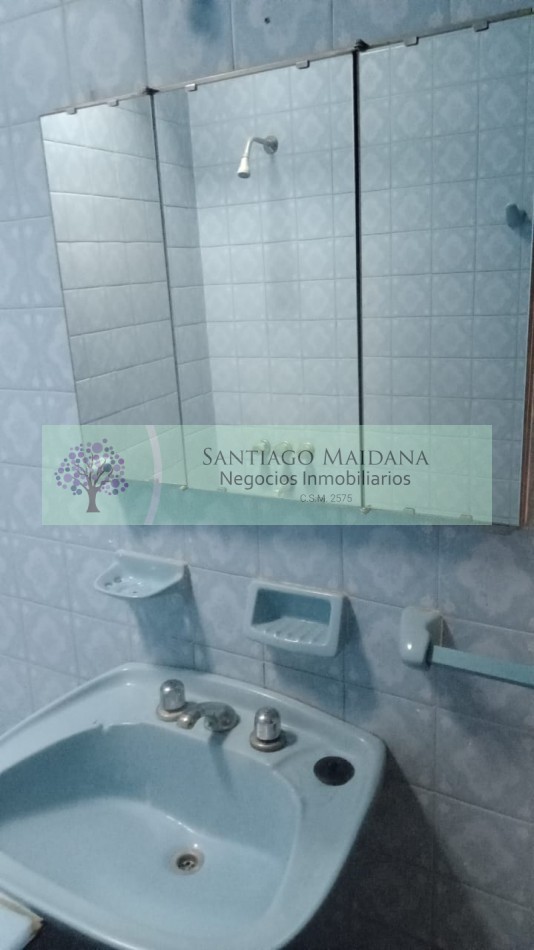 SANTIAGO MAIDANA
Negocios Inmobiliarios
C.S.M. 2575